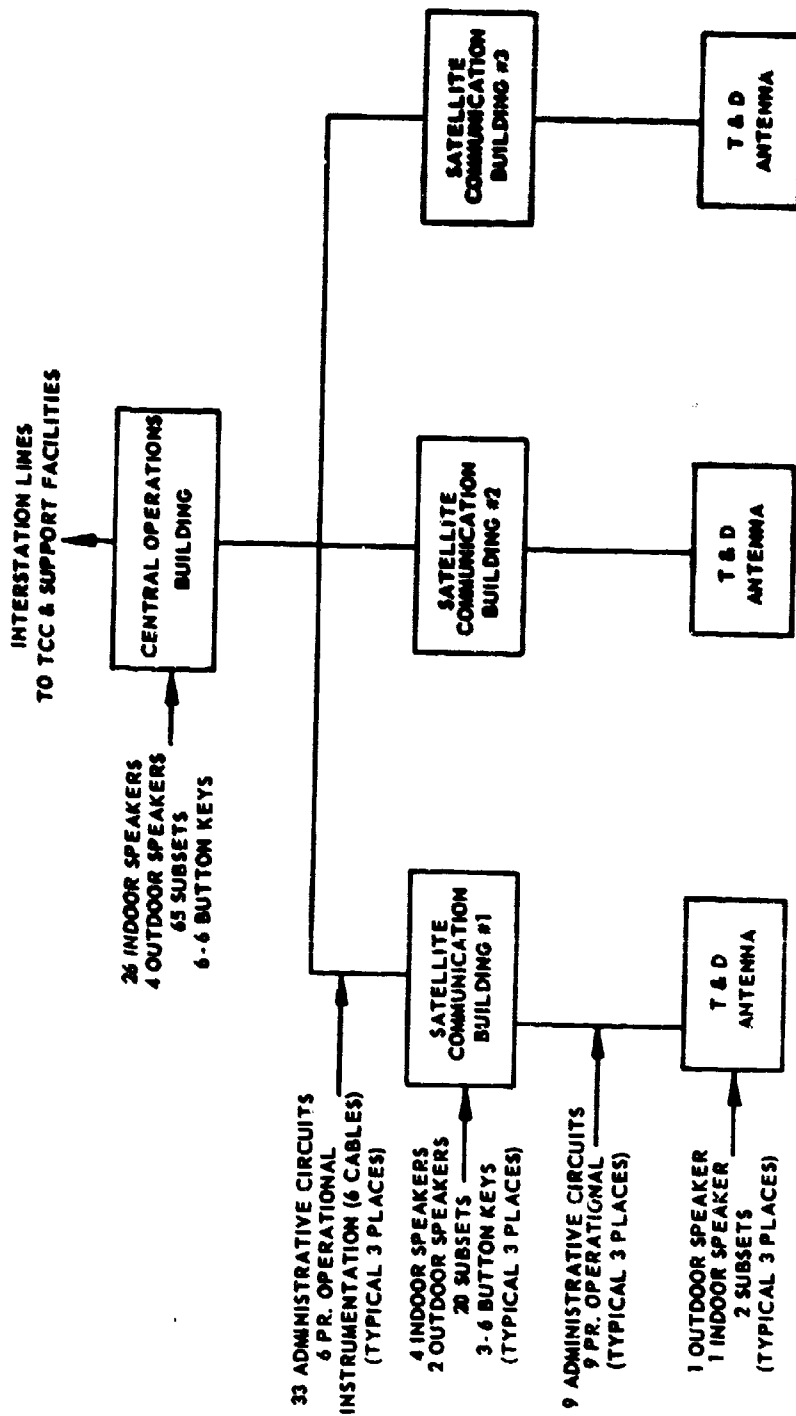 INTERSTATION LINES
TO TCC & SUPPORT FACILITIES
CENTRAL OPERATIONS
BUILDING
26 INDOOR SPEAKERS
4 OUTDOOR SPEAKERS
65 SUBSETS
6-6 BUTTON KEYS
33 ADMINISTRATIVE CIRCUITS
6 PR. OPERATIONAL
INSTRUMENTATION (6 CABLES)
(TYPICAL 3 PLACES)
SATELLITE
COMMUNICATION
BUILDING #1
SATELLITE
COMMUNICATION
BUILDING #2
SATELLITE
COMMUNICATION
BUILDING #3
4 INDOOR SPEAKERS
2 OUTDOOR SPEAKERS
20 SUBSETS
3-6 BUTTON KEYS
(TYPICAL 3 PLACES)
9 ADMINISTRATIVE CIRCUITS
9 PR. OPERATIONAL
(TYPICAL 3 PLACES)
T & D
ANTENNA
T & D
ANTENNA
T & D
ANTENNA
1 OUTDOOR SPEAKER
1 INDOOR SPEAKER
2 SUBSETS
(TYPICAL 3 PLACES)